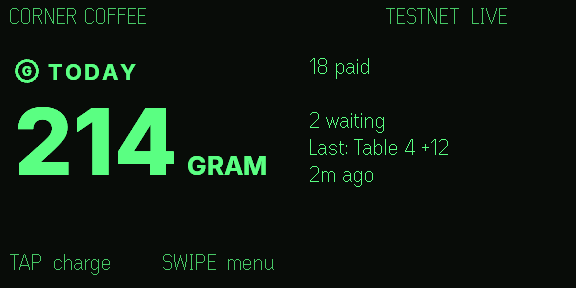 CORNER COFFEE
TESTNET LIVE
G TODAY
214 GRAM
18 paid
2 waiting
Last: Table 4 +12
2m ago
TAP charge
SWIPE menu